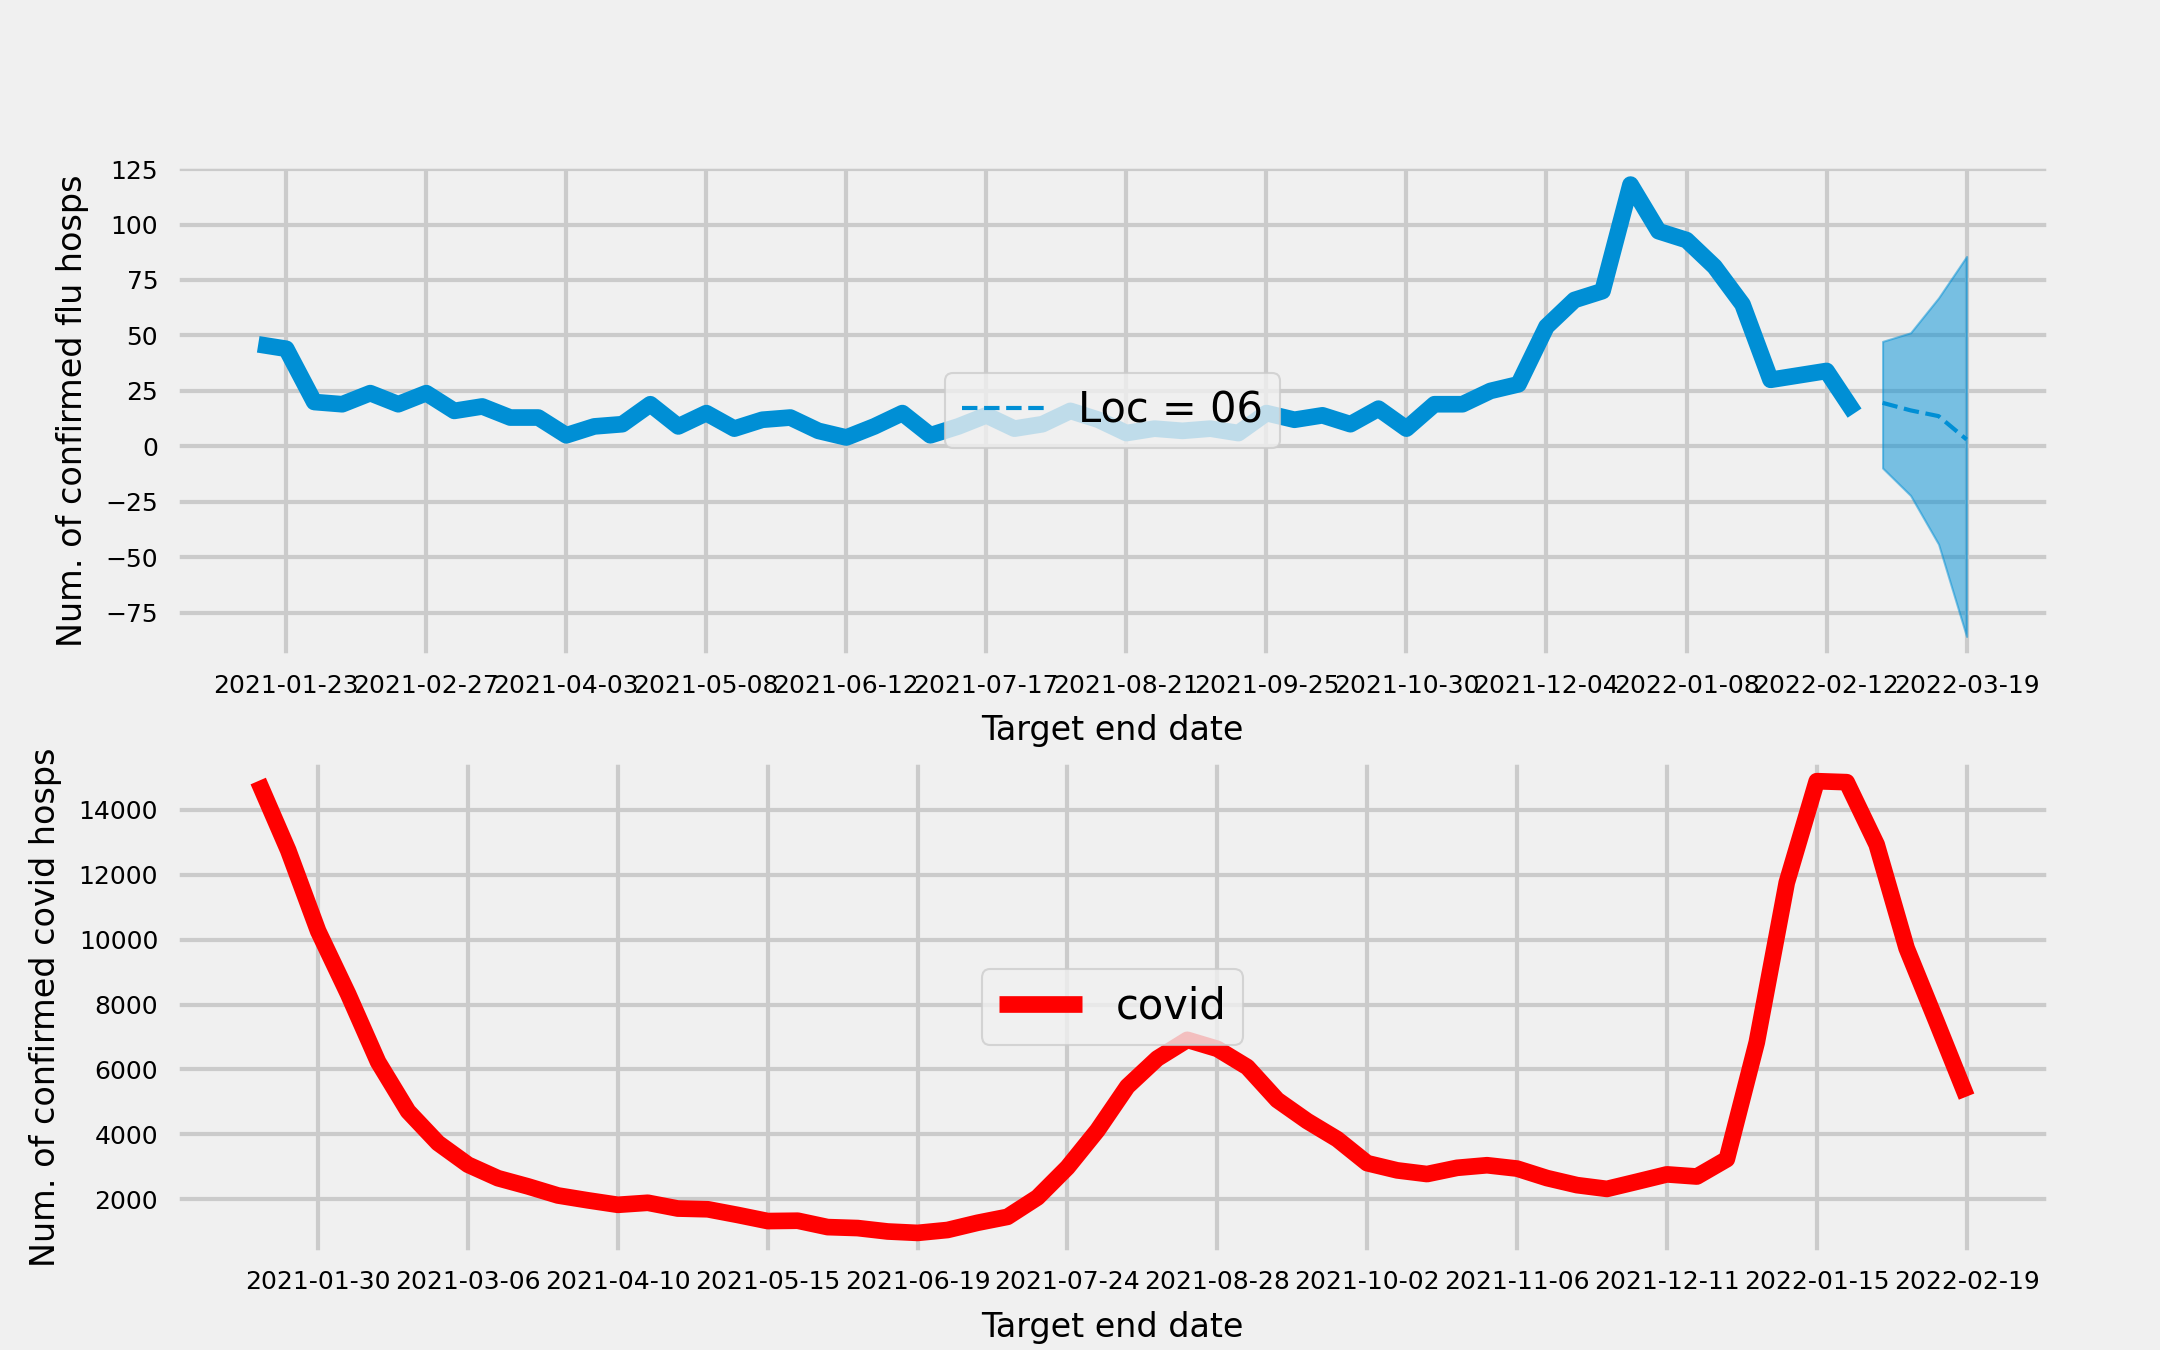 Num. of confirmed flu hosps
125
100
75
50
25
0
−25
−50
−75
Loc = 06
2021-01-23 2021-02-27 2021-04-03 2021-05-08 2021-06-12 2021-07-17 2021-08-21 2021-09-25 2021-10-30 2021-12-04 2022-01-08 2022-02-12 2022-03-19
Target end date
Num. of confirmed covid hosps
14000
12000
10000
8000
6000
4000
2000
covid
2021-01-30 2021-03-06 2021-04-10 2021-05-15 2021-06-19 2021-07-24 2021-08-28 2021-10-02 2021-11-06 2021-12-11 2022-01-15 2022-02-19
Target end date